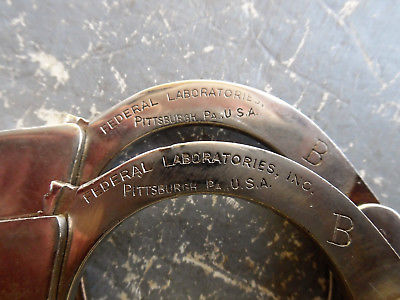 FEDERAL LABORATORIES,
PITTSBURGH PA, U.S.A.
B
FEDERAL LABORATORIES, INC.
PITTSBURGH PA, U.S.A.
B